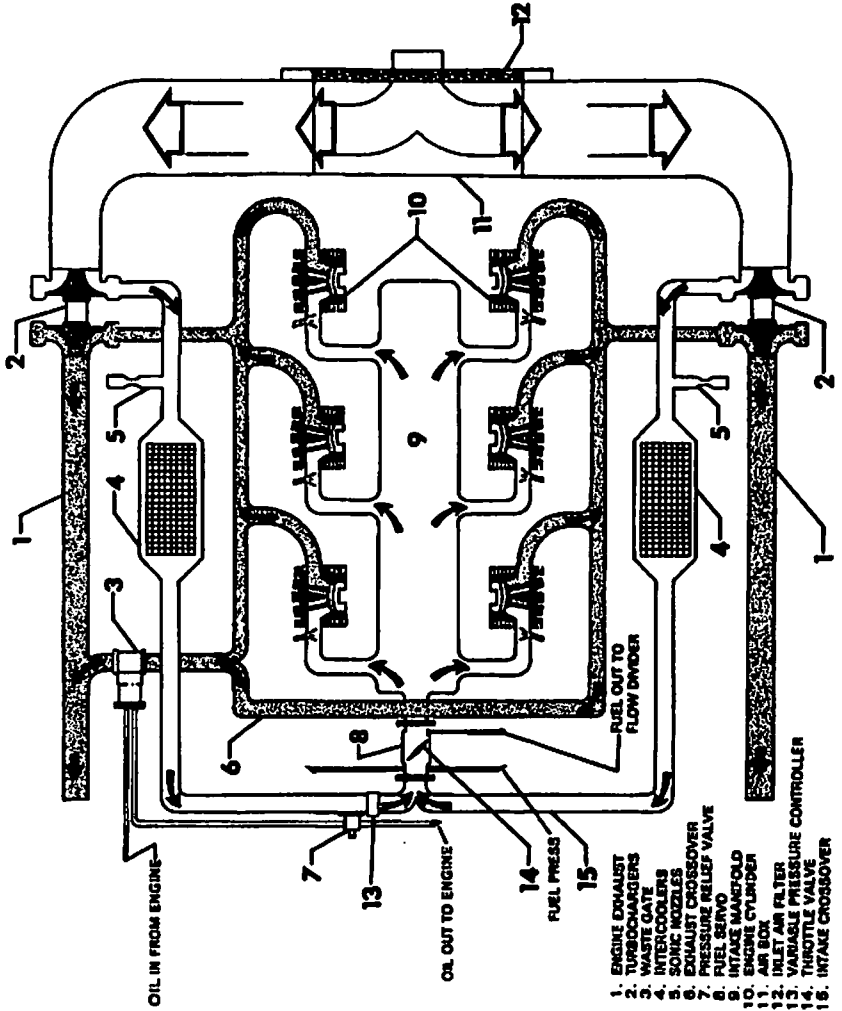 OIL IN FROM ENGINE
OIL OUT TO ENGINE
FUEL PRESS
FUEL OUT TO
FLOW DIVIDER
1
2
3
4
5
6
7
8
9
10
11
12
13
14
15
1
2
4
5
1. ENGINE EXHAUST
2. TURBOCHARGERS
3. WASTE GATE
4. INTERCOOLERS
5. SONIC NOZZLES
6. EXHAUST CROSSOVER
7. PRESSURE RELIEF VALVE
8. FUEL SERVO
9. INTAKE MANIFOLD
10. ENGINE CYLINDER
11. AIR BOX
12. INLET AIR FILTER
13. VARIABLE PRESSURE CONTROLLER
14. THROTTLE VALVE
15. INTAKE CROSSOVER